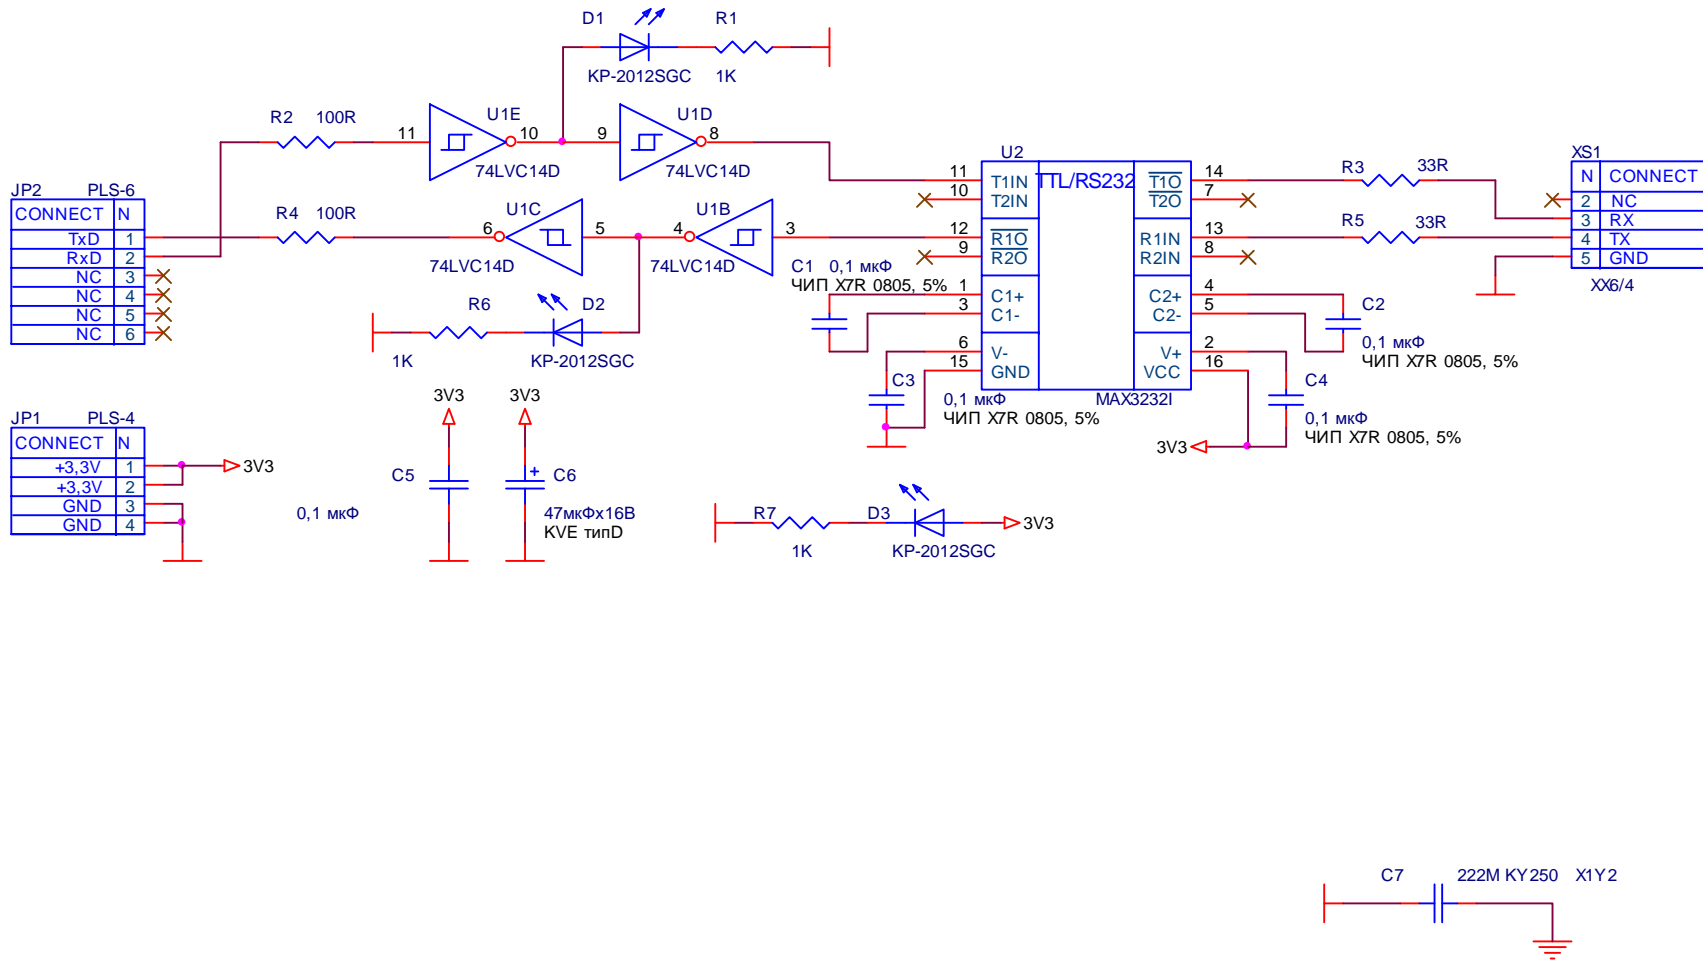 D1
R1
KP-2012SGC
1K
R2 100R
11
U1E
10
74LVC14D
9
U1D
8
74LVC14D
JP2 PLS-6
CONNECT N
TxD 1
RxD 2
NC 3
NC 4
NC 5
NC 6
R4 100R
6
U1C
5
74LVC14D
4
U1B
3
74LVC14D
R6
1K
D2
KP-2012SGC
C1 0,1 мкФ
ЧИП X7R 0805, 5%
U2
TTL/RS232
11 T1IN
10 T2IN
12 R1O
9 R2O
1 C1+
3 C1-
6 V-
15 GND
T1O 14
T2O 7
R1IN 13
R2IN 8
C2+ 4
C2- 5
V+ 2
VCC 16
MAX3232I
R3 33R
R5 33R
XS1
N CONNECT
2 NC
3 RX
4 TX
5 GND
XX6/4
C2
0,1 мкФ
ЧИП X7R 0805, 5%
C3
0,1 мкФ
ЧИП X7R 0805, 5%
C4
0,1 мкФ
ЧИП X7R 0805, 5%
3V3
JP1 PLS-4
CONNECT N
+3,3V 1
+3,3V 2
GND 3
GND 4
3V3
0,1 мкФ
3V3
C5
3V3
+
C6
47мкФх16В
KVE типD
R7
1K
D3
KP-2012SGC
3V3
C7 222M KY250 X1Y2